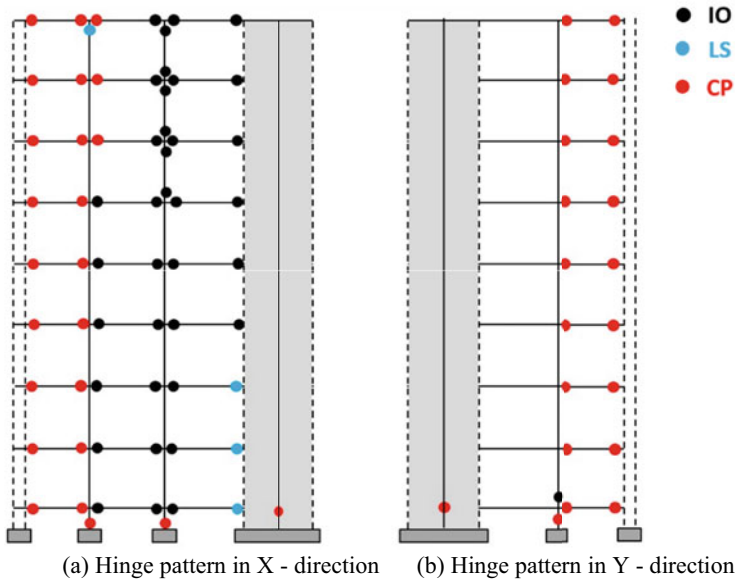 IO
LS
CP
(a) Hinge pattern in X - direction
(b) Hinge pattern in Y - direction